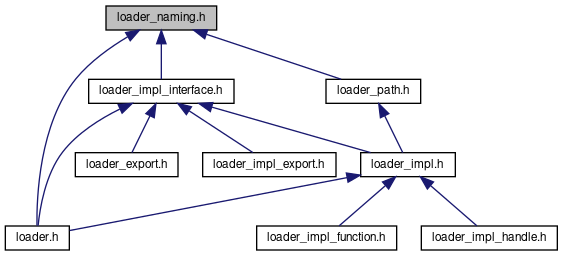 loader_naming.h
loader_impl_interface.h
loader_path.h
loader_export.h
loader_impl_export.h
loader_impl.h
loader.h
loader_impl_function.h
loader_impl_handle.h